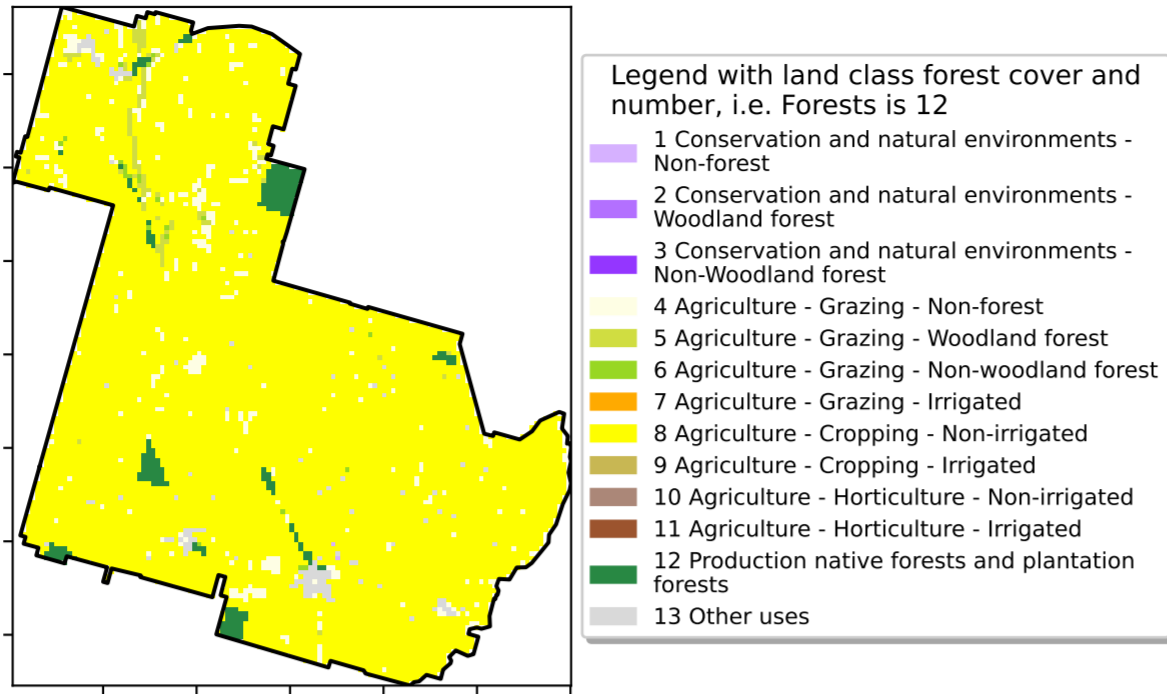 Legend with land class forest cover and
number, i.e. Forests is 12
1 Conservation and natural environments -
Non-forest
2 Conservation and natural environments -
Woodland forest
3 Conservation and natural environments -
Non-Woodland forest
4 Agriculture - Grazing - Non-forest
5 Agriculture - Grazing - Woodland forest
6 Agriculture - Grazing - Non-woodland forest
7 Agriculture - Grazing - Irrigated
8 Agriculture - Cropping - Non-irrigated
9 Agriculture - Cropping - Irrigated
10 Agriculture - Horticulture - Non-irrigated
11 Agriculture - Horticulture - Irrigated
12 Production native forests and plantation
forests
13 Other uses